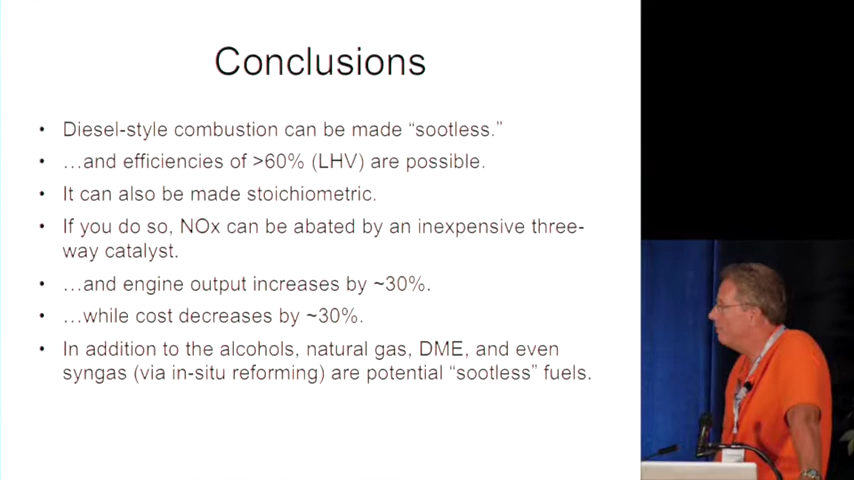 Conclusions
• Diesel-style combustion can be made “sootless.”
• …and efficiencies of >60% (LHV) are possible.
• It can also be made stoichiometric.
• If you do so, NOx can be abated by an inexpensive three-
way catalyst.
• …and engine output increases by ~30%.
• …while cost decreases by ~30%.
• In addition to the alcohols, natural gas, DME, and even
syngas (via in-situ reforming) are potential “sootless” fuels.